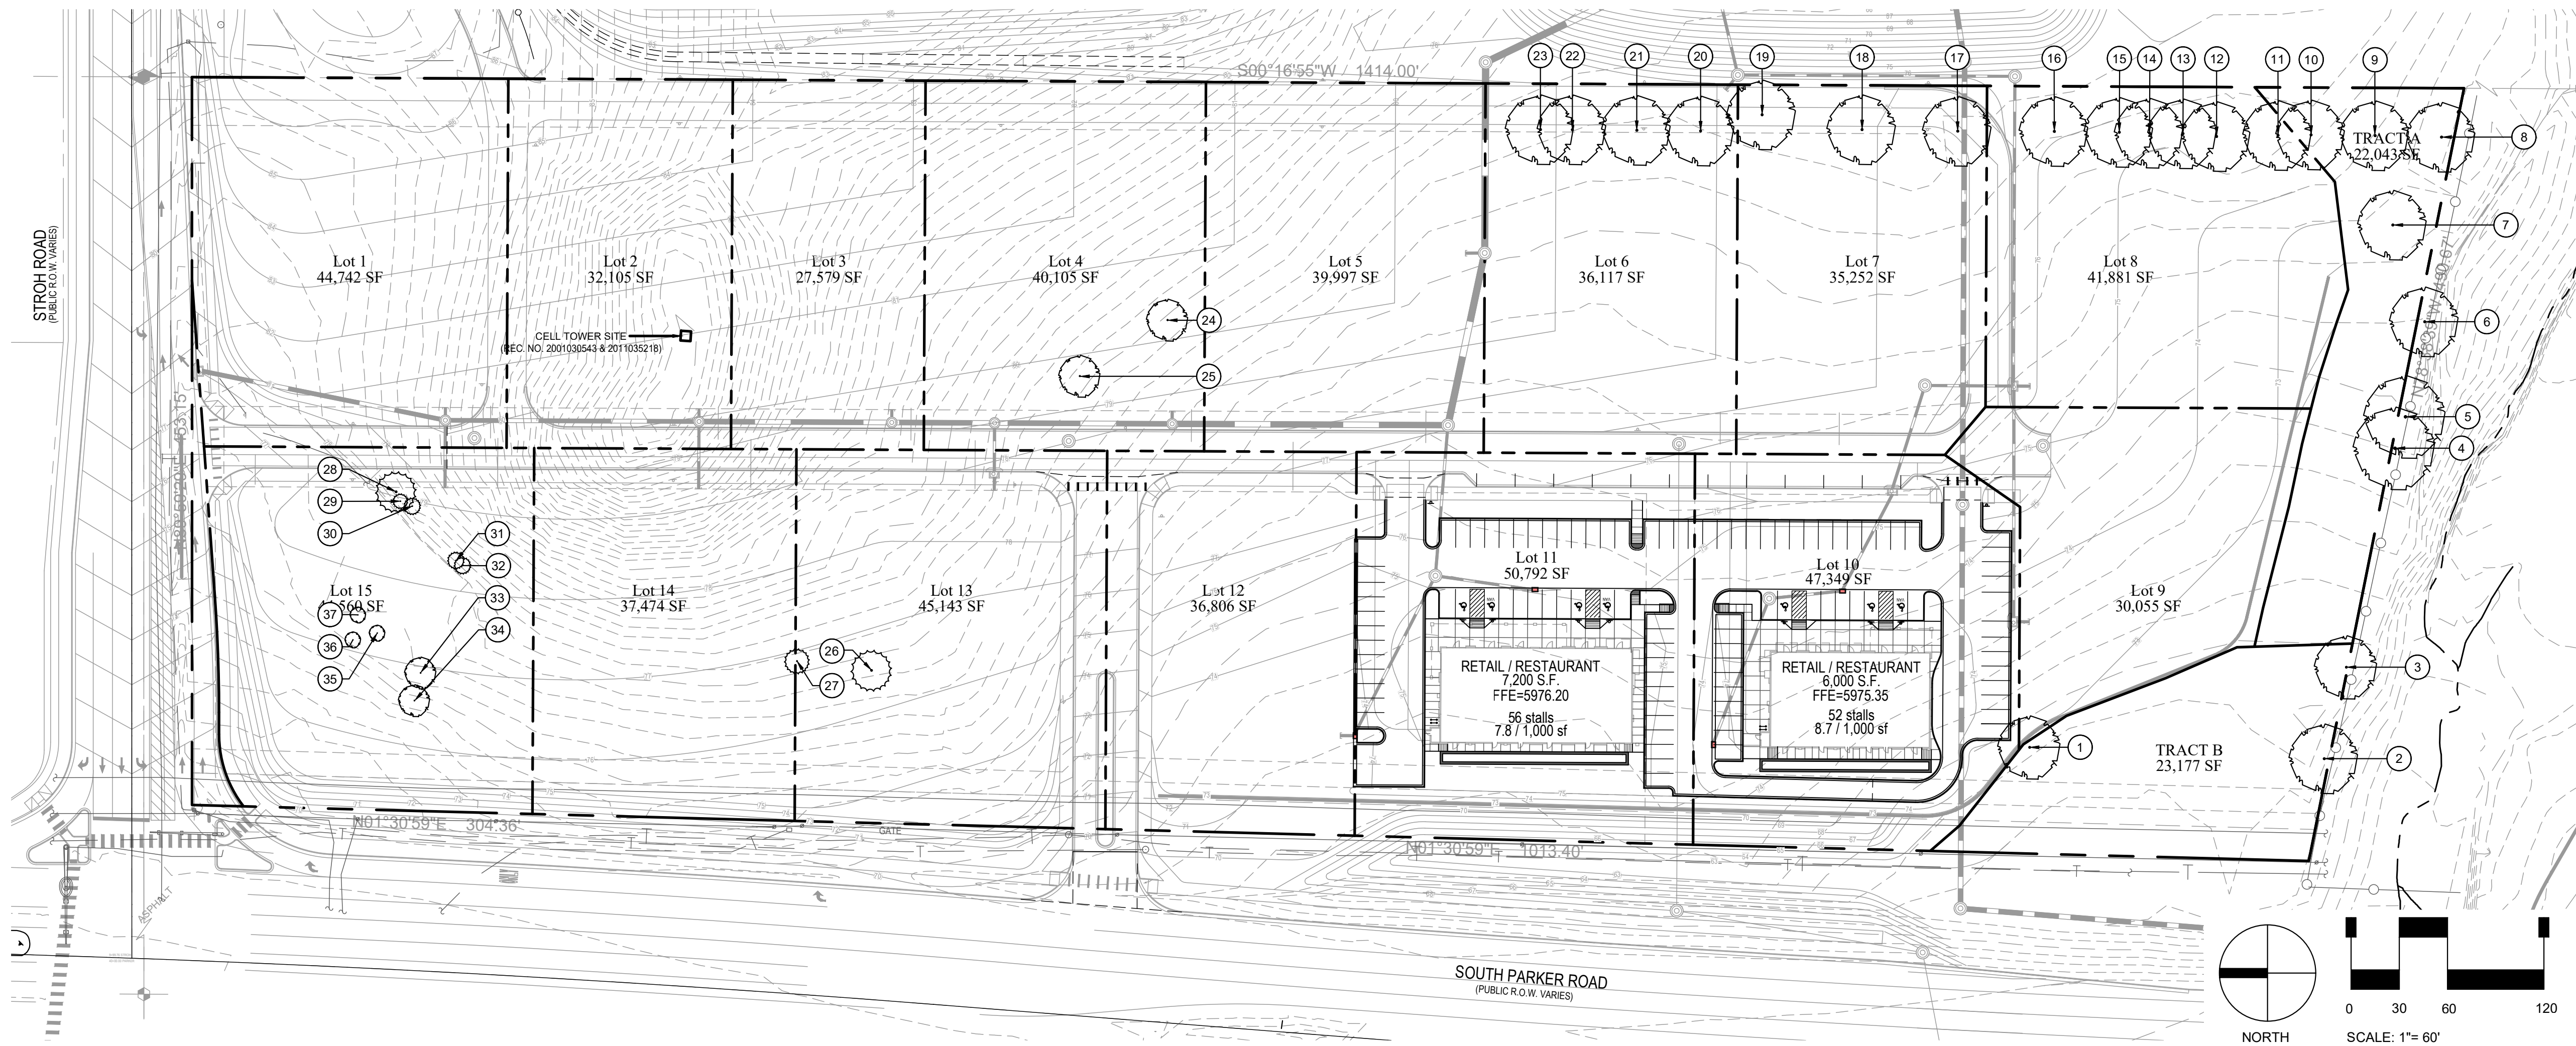 S00°16'55"W 1414.00'
23
22
21
20
19
18
17
16
15
14
13
12
11
10
9
8
TRACT A
22,043 SF
7
6
5
4
3
2
1
STROH ROAD
(PUBLIC R.O.W. VARIES)
Lot 1
44,742 SF
Lot 2
32,105 SF
Lot 3
27,579 SF
Lot 4
40,105 SF
Lot 5
39,997 SF
Lot 6
36,117 SF
Lot 7
35,252 SF
Lot 8
41,881 SF
CELL TOWER SITE
(REC. NO. 2001030543 & 2011035218)
24
25
28
29
30
31
32
33
34
37
36
35
26
27
Lot 15
Lot 14
37,474 SF
Lot 13
45,143 SF
Lot 12
36,806 SF
Lot 11
50,792 SF
Lot 10
47,349 SF
Lot 9
30,055 SF
RETAIL / RESTAURANT
7,200 S.F.
FFE=5976.20
56 stalls
7.8 / 1,000 sf
RETAIL / RESTAURANT
6,000 S.F.
FFE=5975.35
52 stalls
8.7 / 1,000 sf
TRACT B
23,177 SF
N01°30'59"E 304.36'
GATE
N01°30'59"E 1013.40'
ASPHALT
SOUTH PARKER ROAD
(PUBLIC R.O.W. VARIES)
NORTH
0 30 60 120
SCALE: 1"= 60'